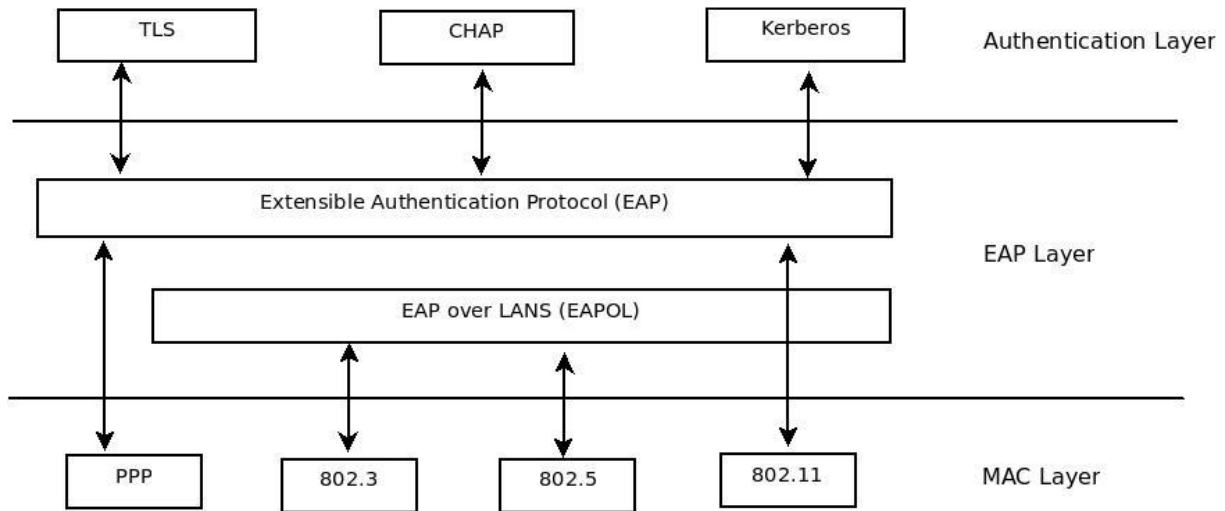 TLS
CHAP
Kerberos
Authentication Layer
Extensible Authentication Protocol (EAP)
EAP Layer
EAP over LANS (EAPOL)
PPP
802.3
802.5
802.11
MAC Layer